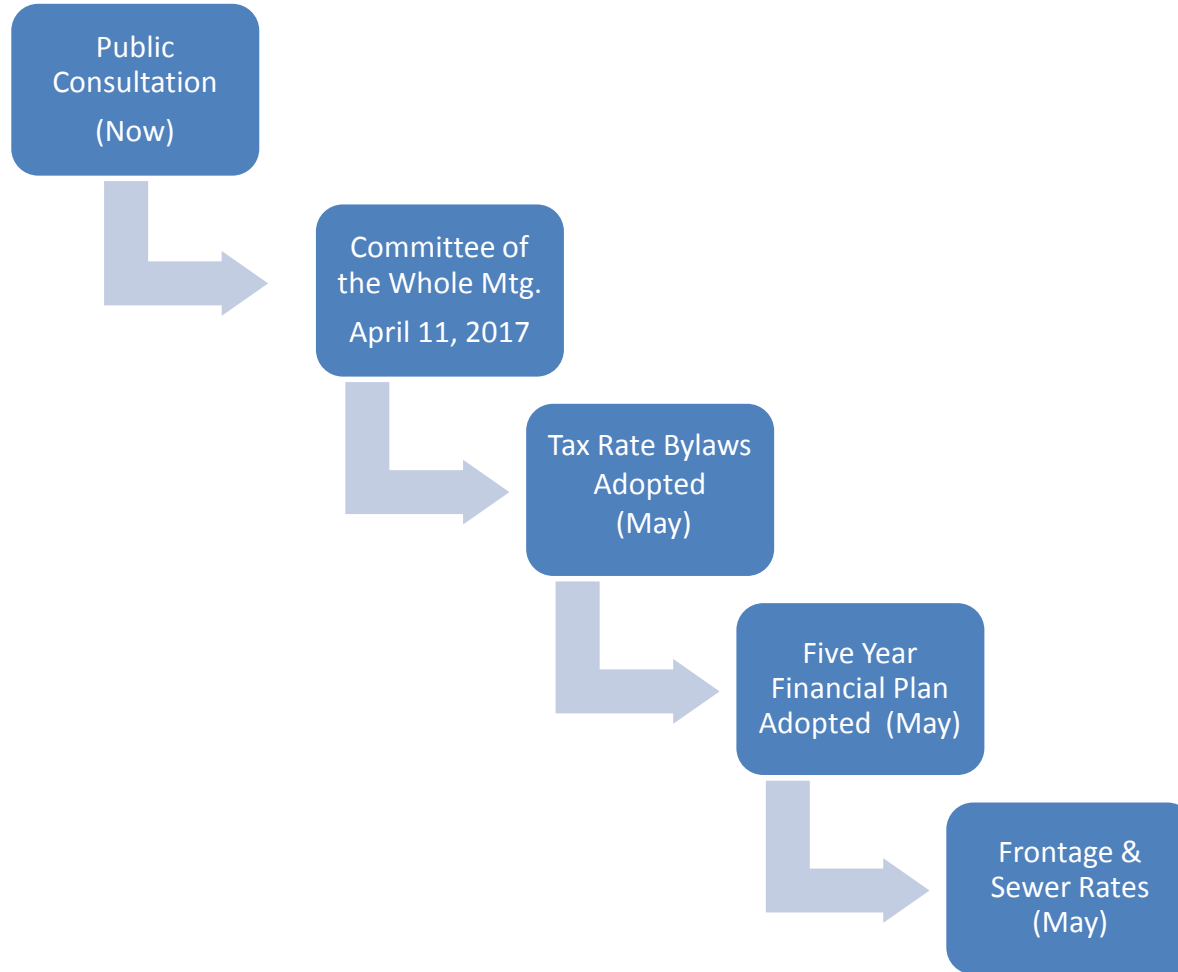 Public
Consultation
(Now)
Committee of
the Whole Mtg.
April 11, 2017
Tax Rate Bylaws
Adopted
(May)
Five Year
Financial Plan
Adopted (May)
Frontage &
Sewer Rates
(May)